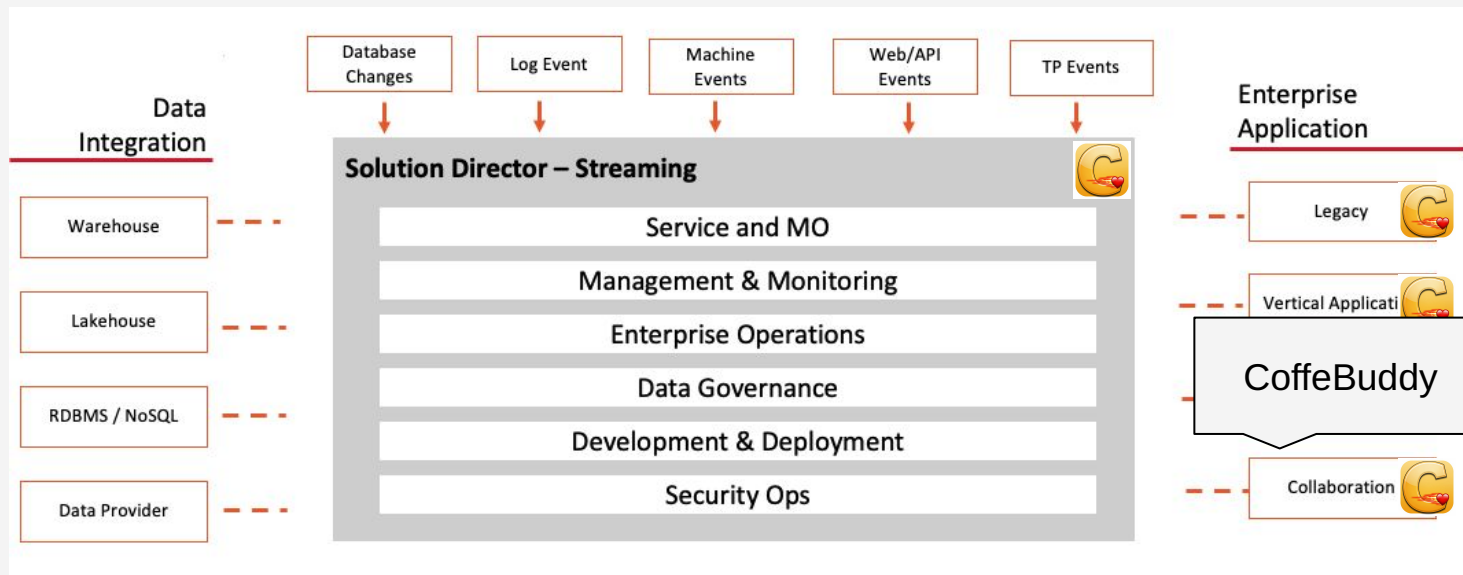 Database
Changes
Log Event
Machine
Events
Web/API
Events
TP Events
Data
Integration
Enterprise
Application
Solution Director – Streaming
Warehouse
Lakehouse
RDBMS / NoSQL
Data Provider
Service and MO
Management & Monitoring
Enterprise Operations
Data Governance
Development & Deployment
Security Ops
Legacy
Vertical Applicati
CoffeBuddy
Collaboration